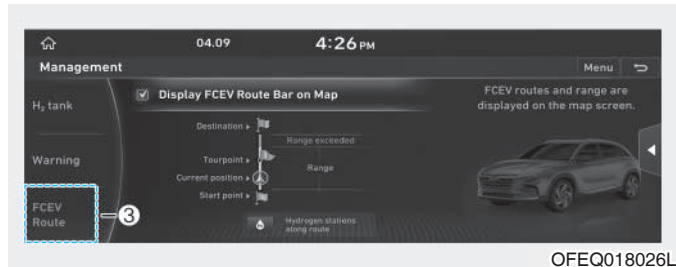 04.09
4:26 PM
Management
Menu
H₂ tank
Display FCEV Route Bar on Map
FCEV routes and range are
displayed on the map screen.
Destination
Range exceeded
Warning
Tourpoint
Range
Current position
Start point
FCEV
Route
3
Hydrogen stations
along route
OFEQ018026L